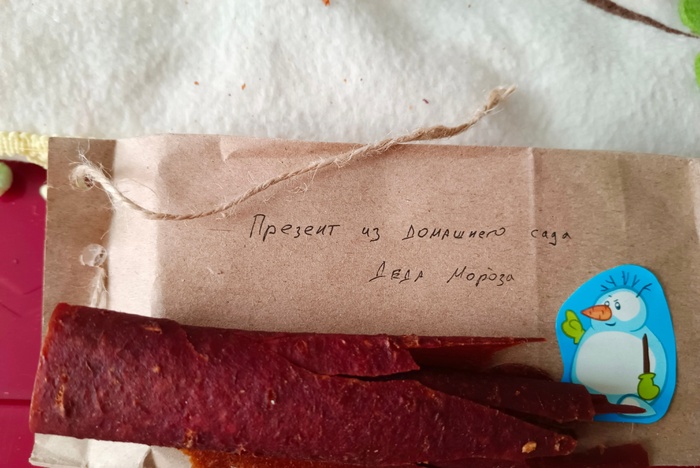 Презент из домашнего сада
Деда Мороза